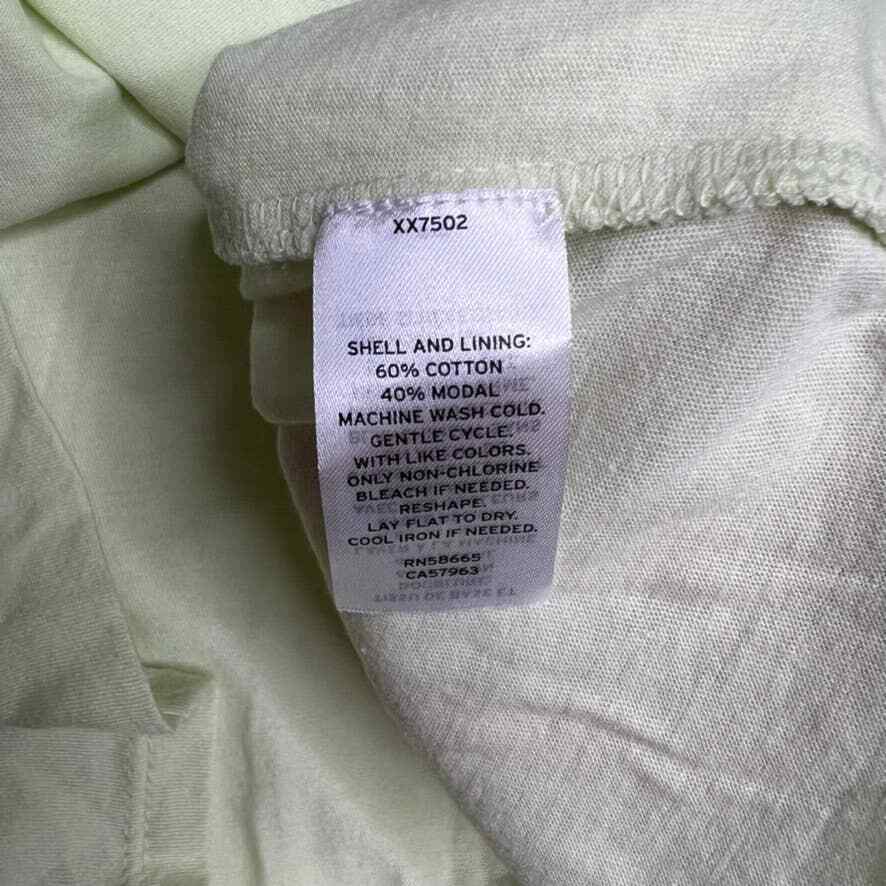 XX7502
SHELL AND LINING:
60% COTTON
40% MODAL
MACHINE WASH COLD.
GENTLE CYCLE.
WITH LIKE COLORS.
ONLY NON-CHLORINE
BLEACH IF NEEDED.
RESHAPE.
LAY FLAT TO DRY.
COOL IRON IF NEEDED.
RN58665
CA57963